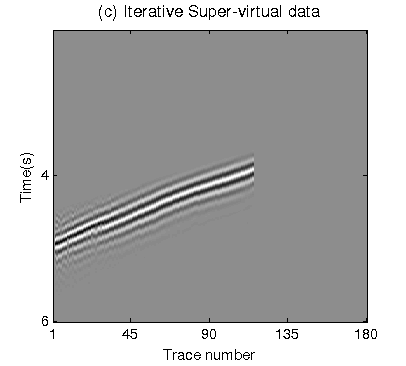 (c) Iterative Super-virtual data
Time(s)
4
6
1 45 90 135 180
Trace number